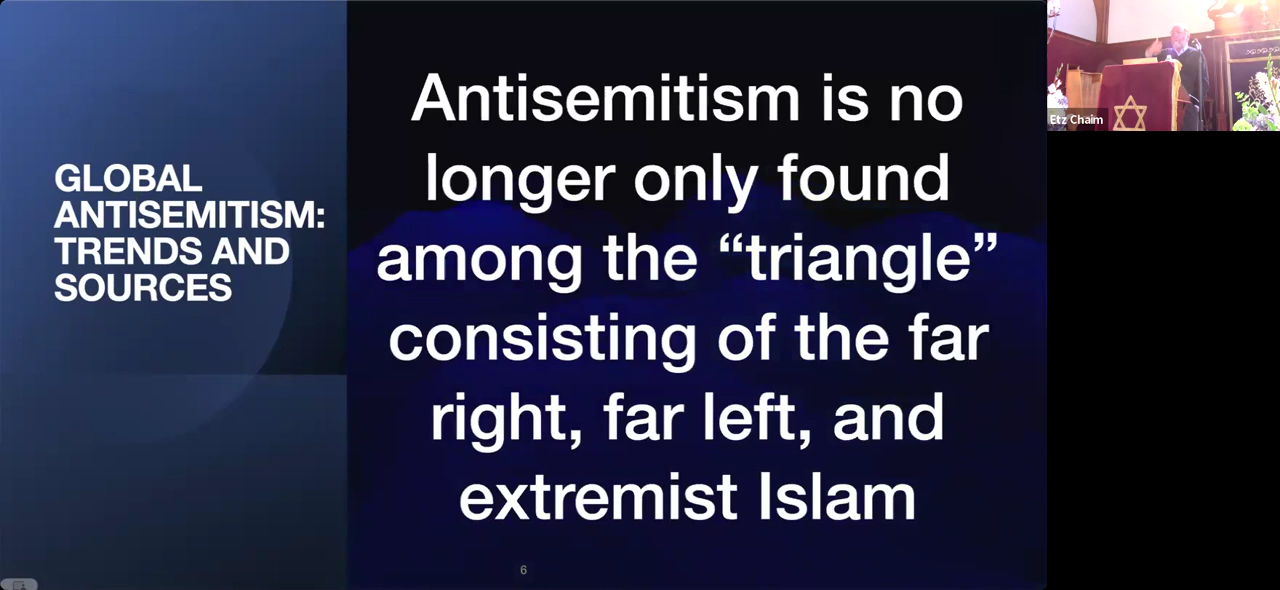 GLOBAL
ANTISEMITISM:
TRENDS AND
SOURCES
Antisemitism is no
longer only found
among the “triangle”
consisting of the far
right, far left, and
extremist Islam
6
Etz Chaim